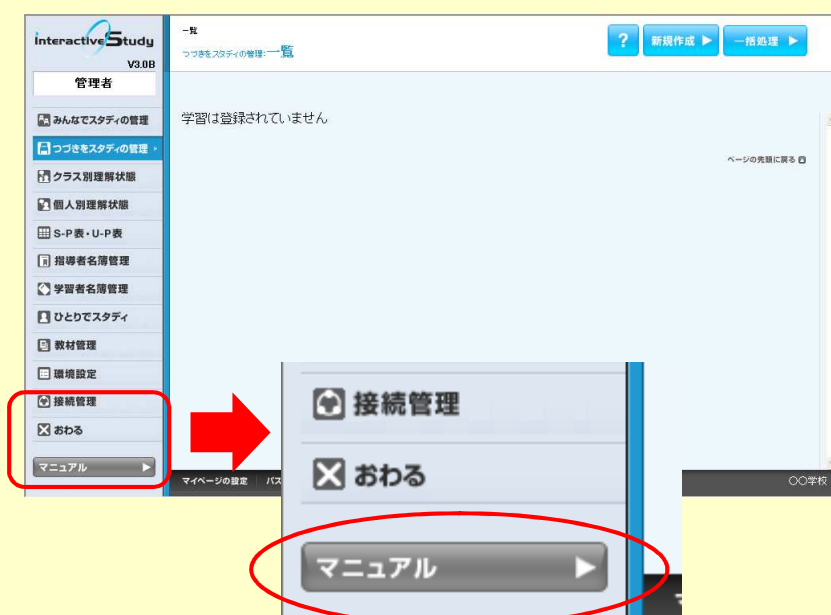 InteractiveStudy
V3.0B
管理者
みんなでスタディの管理
つづきをスタディの管理
クラス別理解状態
個人別理解状態
S-P表・U-P表
指導者名簿管理
学習者名簿管理
ひとりでスタディ
教材管理
環境設定
接続管理
おわる
マニュアル
一覧
つづきをスタディの管理:一覧
?
新規作成
一括処理
学習は登録されていません
ページの先頭に戻る
マイページの設定
パス
〇〇学校
接続管理
おわる
マニュアル